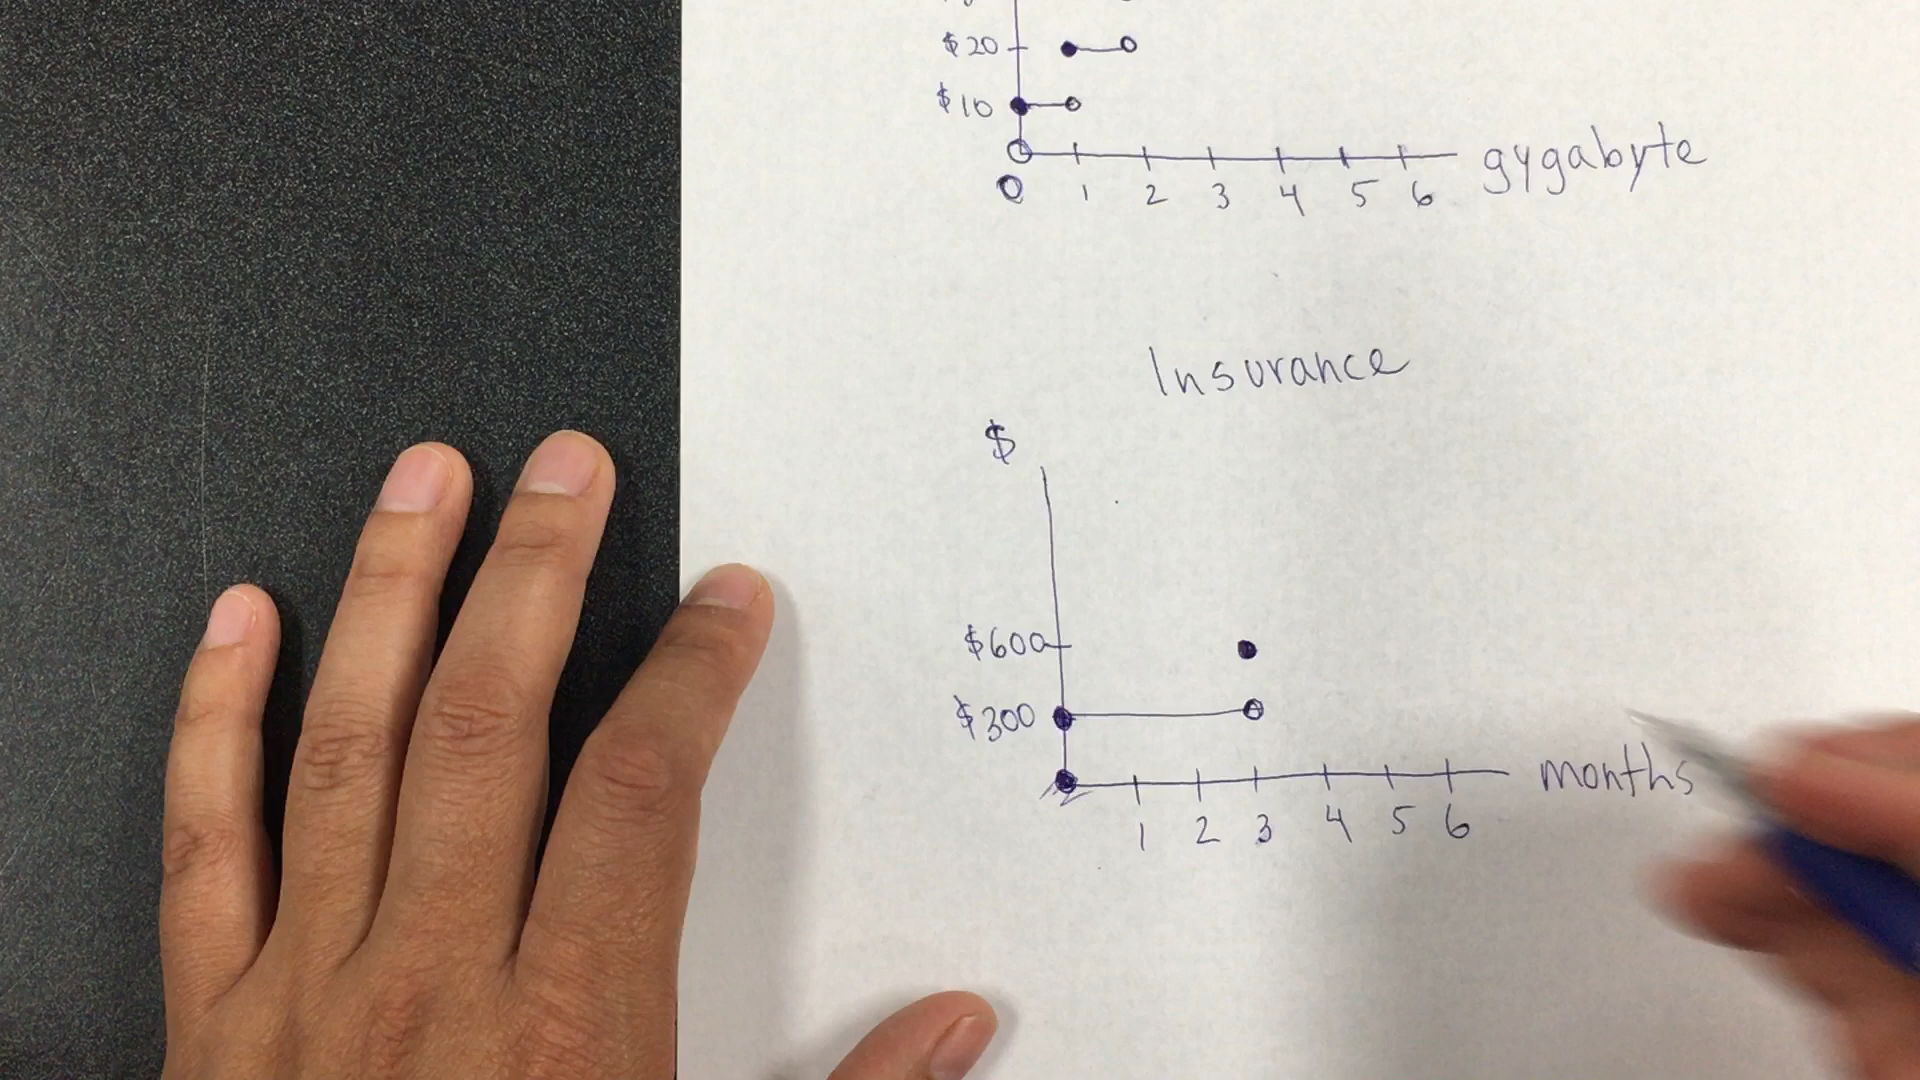 $20
$10
gygabyte
0 1 2 3 4 5 6
Insurance
$
$600
$300
months
1 2 3 4 5 6